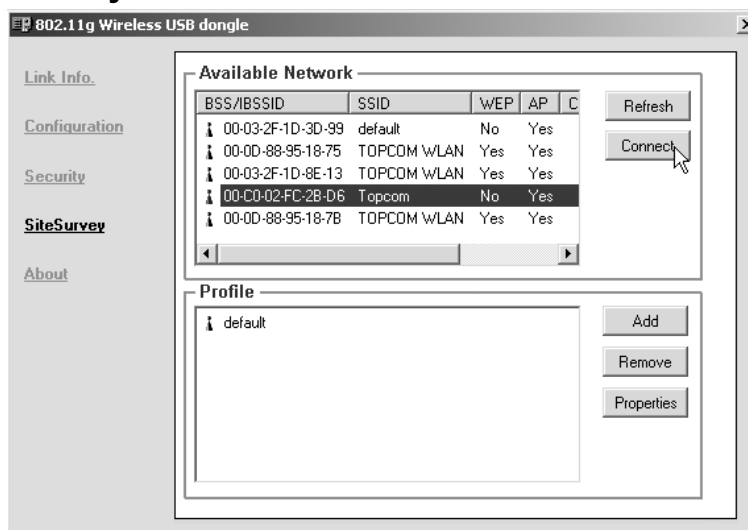 802.11g Wireless USB dongle
Link Info.
Configuration
Security
SiteSurvey
About
Available Network
BSS/IBSSID SSID WEP AP C
00-03-2F-1D-3D-99 default No Yes
00-0D-88-95-18-75 TOPCOM WLAN Yes Yes
00-03-2F-1D-8E-13 TOPCOM WLAN Yes Yes
00-C0-02-FC-2B-D6 Topcom No Yes
00-0D-88-95-18-7B TOPCOM WLAN Yes Yes
Refresh
Connect
Profile
default
Add
Remove
Properties